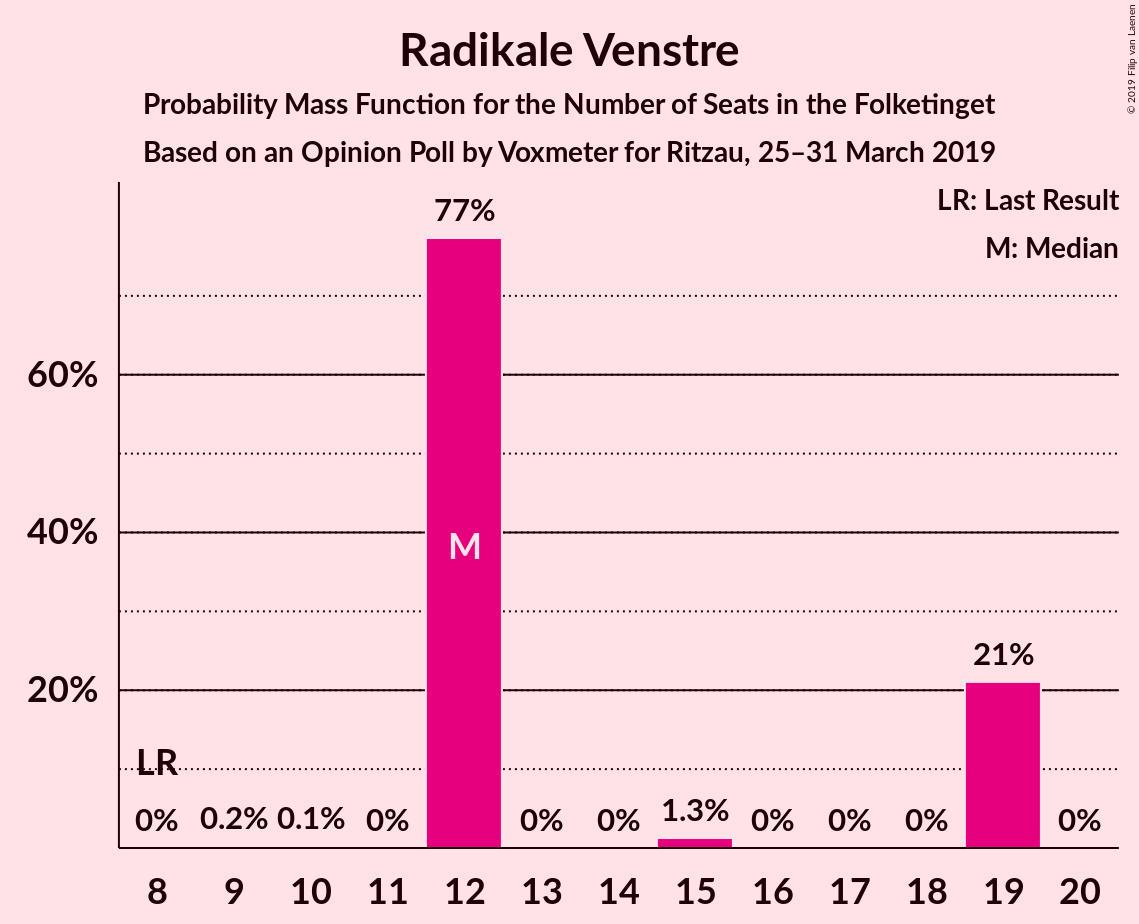 Radikale Venstre
Probability Mass Function for the Number of Seats in the Folketinget
Based on an Opinion Poll by Voxmeter for Ritzau, 25–31 March 2019
© 2019 Filip van Laenen
LR: Last Result
M: Median
77%
60%
40%
M
21%
20%
LR
0% 0.2% 0.1% 0% 0% 0% 1.3% 0% 0% 0% 0%
8 9 10 11 12 13 14 15 16 17 18 19 20